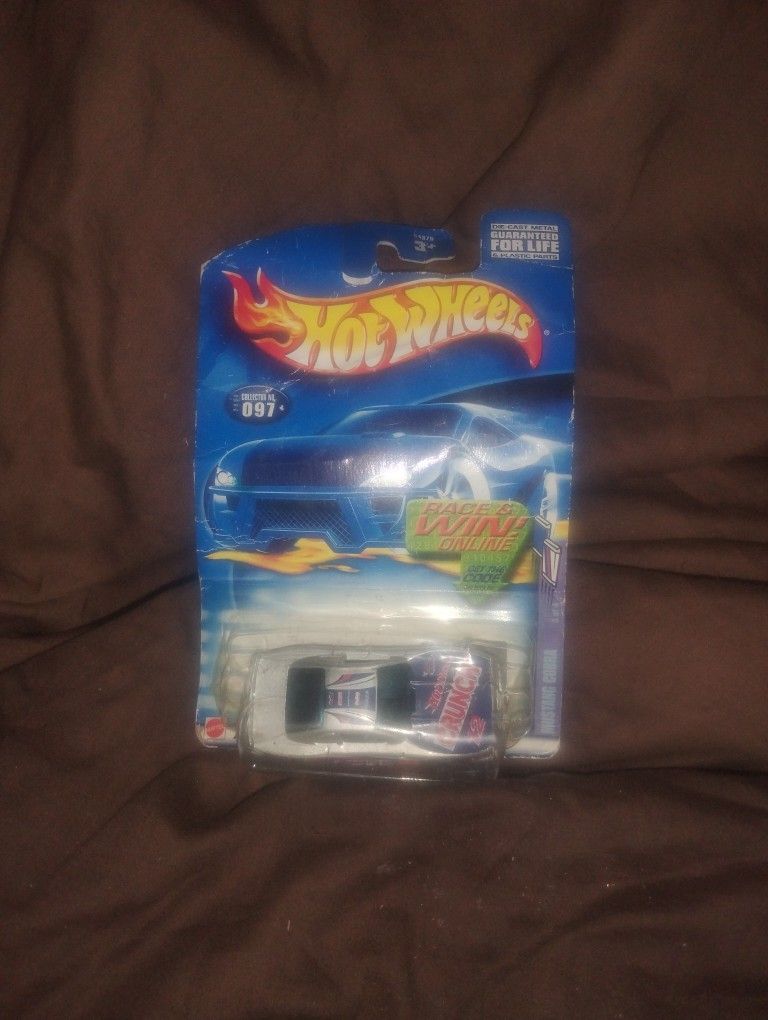 3+
DIE-CAST METAL
GUARANTEED
FOR LIFE
& PLASTIC PARTS
HOT WHEELS
®
COLLECTOR NO.
097
RACE &
WIN!
ONLINE
GET THE
CODE
MUSTANG COBRA
CRUNCH